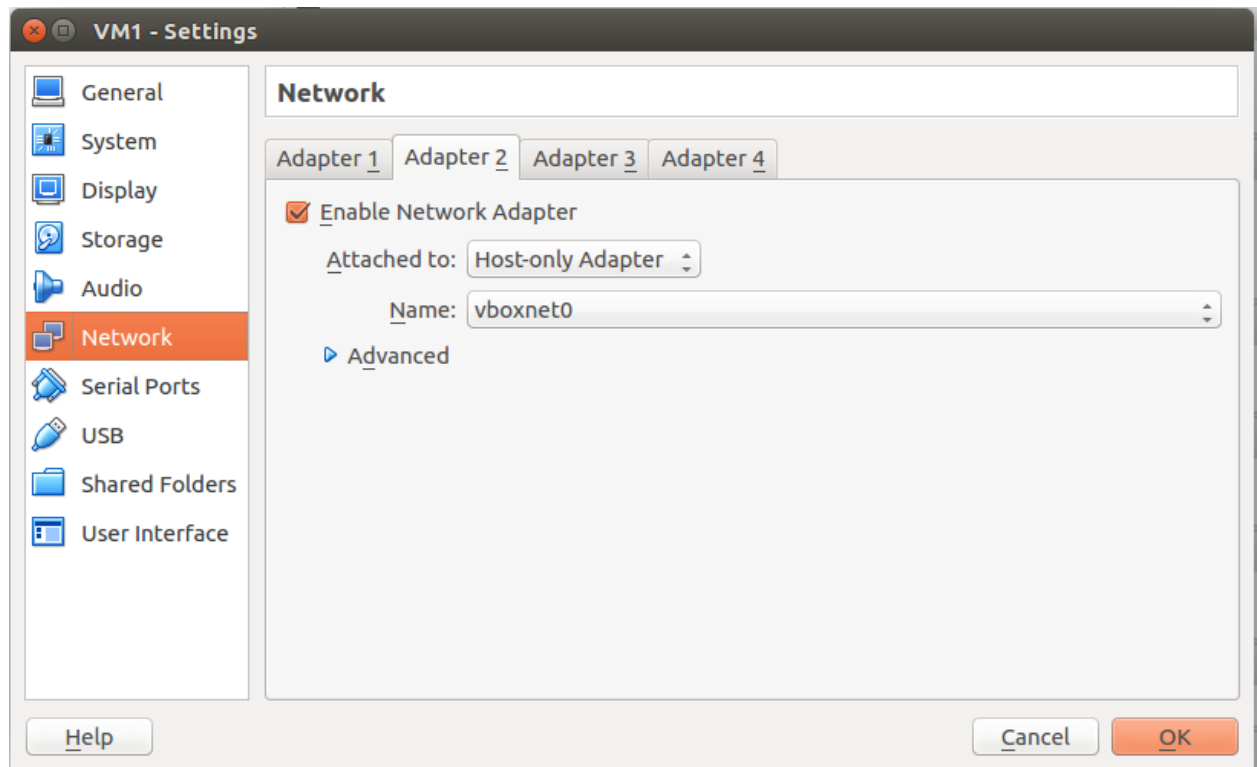 VM1 - Settings
General
System
Display
Storage
Audio
Network
Serial Ports
USB
Shared Folders
User Interface
Network
Adapter 1 Adapter 2 Adapter 3 Adapter 4
Enable Network Adapter
Attached to: Host-only Adapter
Name: vboxnet0
Advanced
Help Cancel OK